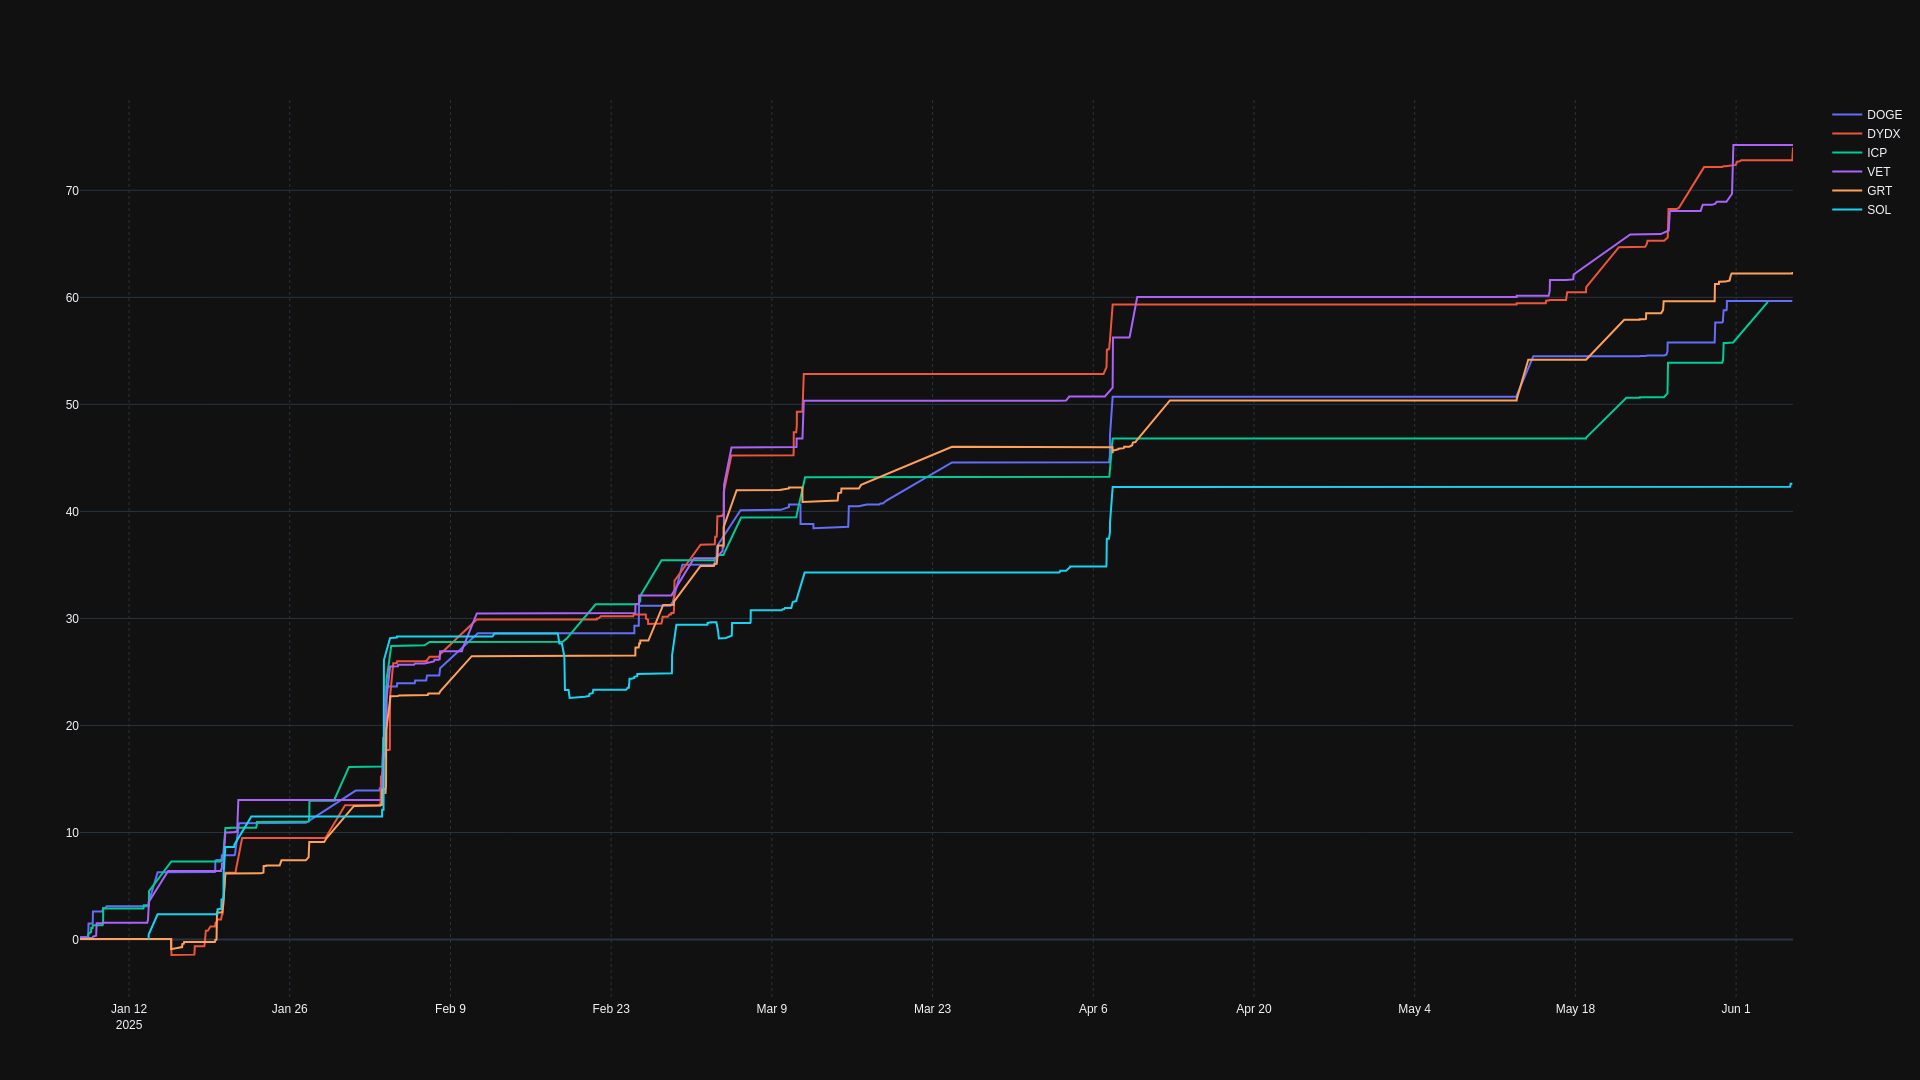 DOGE
DYDX
ICP
VET
GRT
SOL
70
60
50
40
30
20
10
0
Jan 12
2025
Jan 26
Feb 9
Feb 23
Mar 9
Mar 23
Apr 6
Apr 20
May 4
May 18
Jun 1